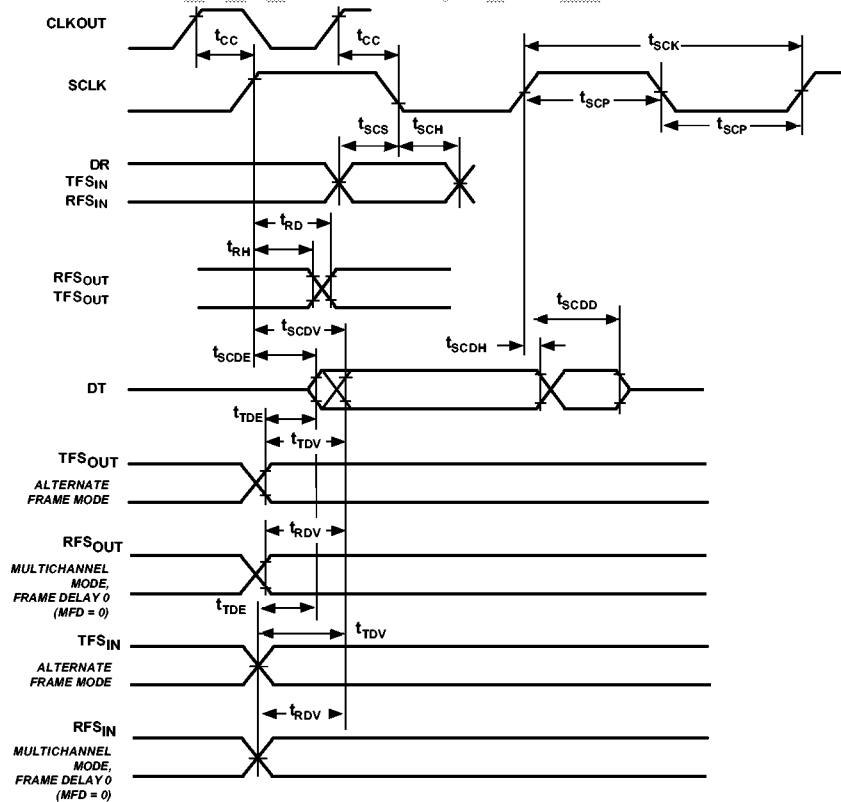 CLKOUT
tCC
tCC
tSCK
SCLK
tSCP
tSCP
tSCS
tSCH
DR
TFSIN
RFSIN
tRD
tRH
RFSOUT
TFSOUT
tSCDV
tSCDD
tSCDE
tSCDH
DT
tTDE
tTDV
TFSOUT
ALTERNATE
FRAME MODE
tRDV
RFSOUT
MULTICHANNEL
MODE,
FRAME DELAY 0
(MFD = 0)
tTDE
tTDV
TFSIN
ALTERNATE
FRAME MODE
tRDV
RFSIN
MULTICHANNEL
MODE,
FRAME DELAY 0
(MFD = 0)